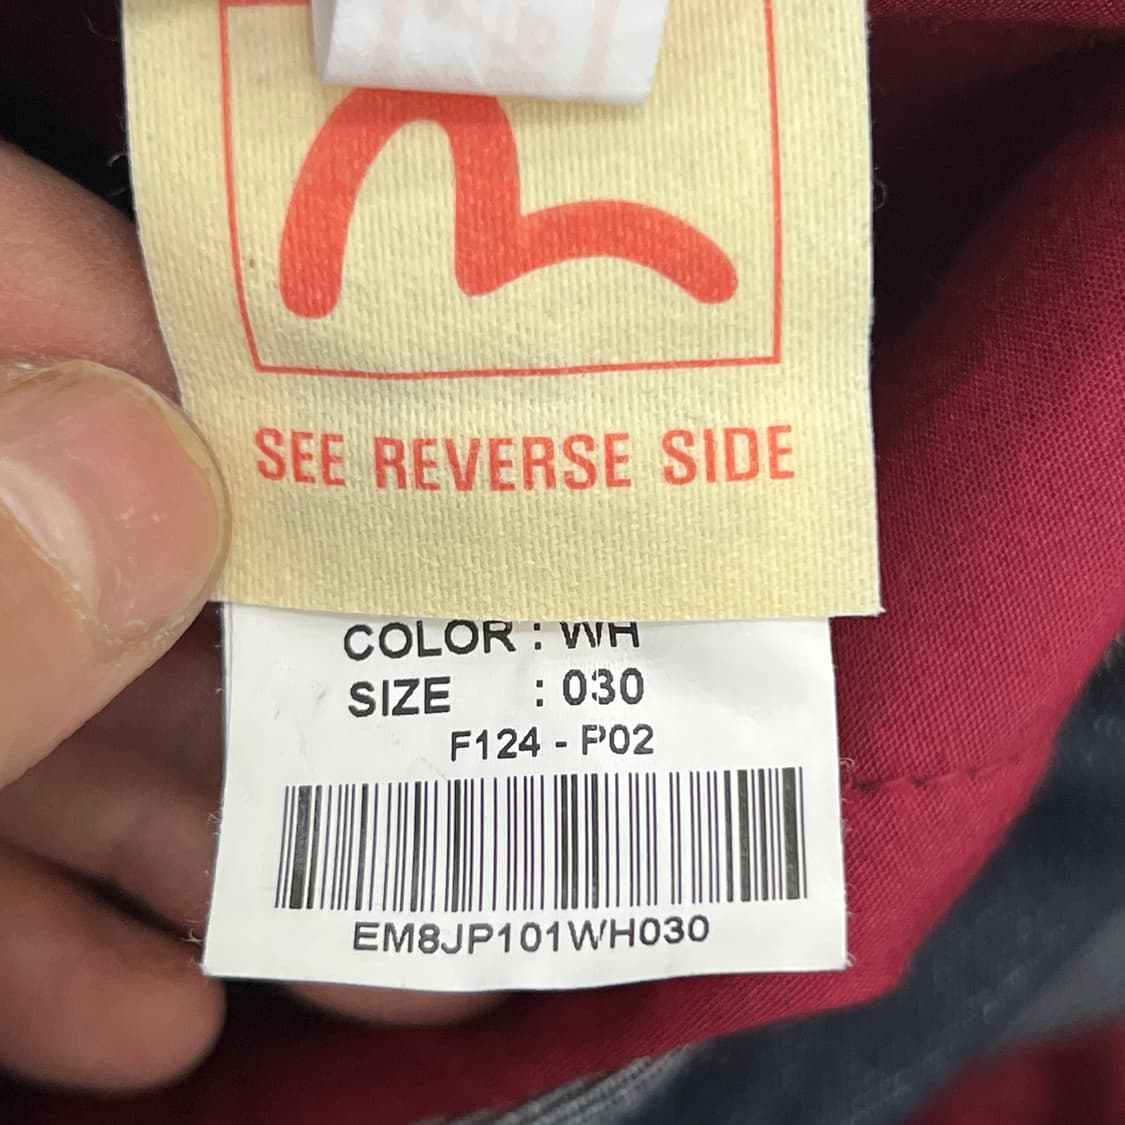 SEE REVERSE SIDE
COLOR : WH
SIZE : 030
F124 - P02
EM8JP101WH030